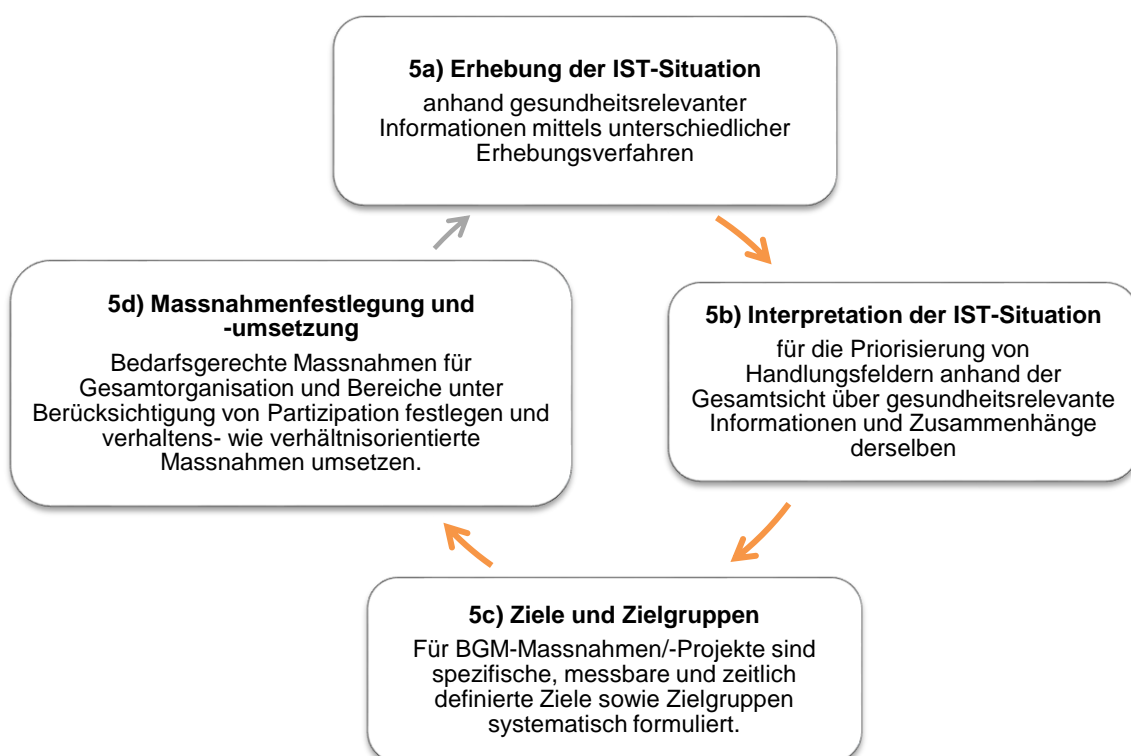 5a) Erhebung der IST-Situation
anhand gesundheitsrelevanter
Informationen mittels unterschiedlicher
Erhebungsverfahren
5b) Interpretation der IST-Situation
für die Priorisierung von
Handlungsfeldern anhand der
Gesamtsicht über gesundheitsrelevante
Informationen und Zusammenhänge
derselben
5c) Ziele und Zielgruppen
Für BGM-Massnahmen/-Projekte sind
spezifische, messbare und zeitlich
definierte Ziele sowie Zielgruppen
systematisch formuliert.
5d) Massnahmenfestlegung und
-umsetzung
Bedarfsgerechte Massnahmen für
Gesamtorganisation und Bereiche unter
Berücksichtigung von Partizipation festlegen und
verhaltens- wie verhältnisorientierte
Massnahmen umsetzen.